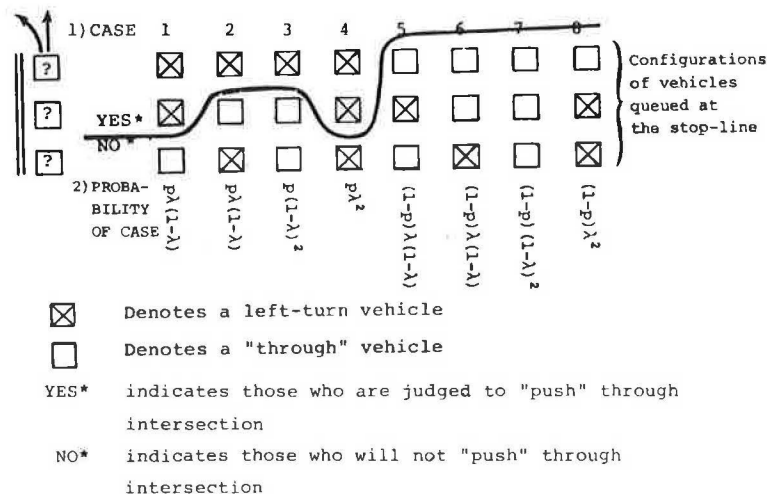 1) CASE 1 2 3 4 5 6 7 8
?
?
?
YES*
NO*
Configurations
of vehicles
queued at
the stop-line
2) PROBA-
BILITY
OF CASE
pλ(1-λ)
pλ(1-λ)
p(1-λ)²
pλ²
(1-p)λ(1-λ)
(1-p)λ(1-λ)
(1-p)(1-λ)²
(1-p)λ²
Denotes a left-turn vehicle
Denotes a "through" vehicle
YES* indicates those who are judged to "push" through
intersection
NO* indicates those who will not "push" through
intersection